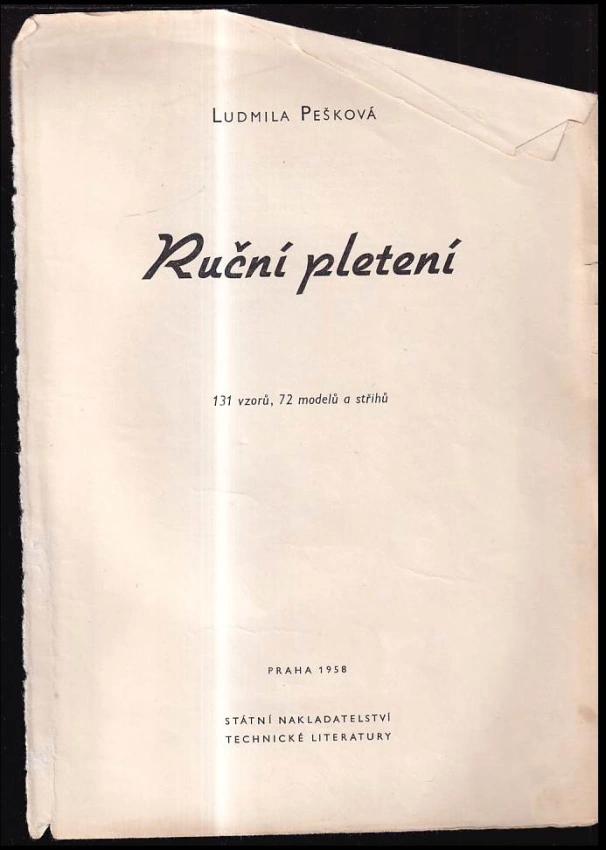 Ludmila Pešková
Ruční pletení
131 vzorů, 72 modelů a střihů
PRAHA 1958
STÁTNÍ NAKLADATELSTVÍ
TECHNICKÉ LITERATURY